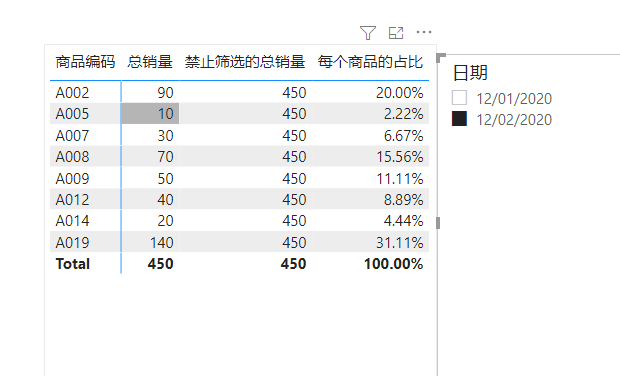 商品编码 总销量 禁止筛选的总销量 每个商品的占比
A002 90 450 20.00%
A005 10 450 2.22%
A007 30 450 6.67%
A008 70 450 15.56%
A009 50 450 11.11%
A012 40 450 8.89%
A014 20 450 4.44%
A019 140 450 31.11%
Total 450 450 100.00%
日期
12/01/2020
12/02/2020